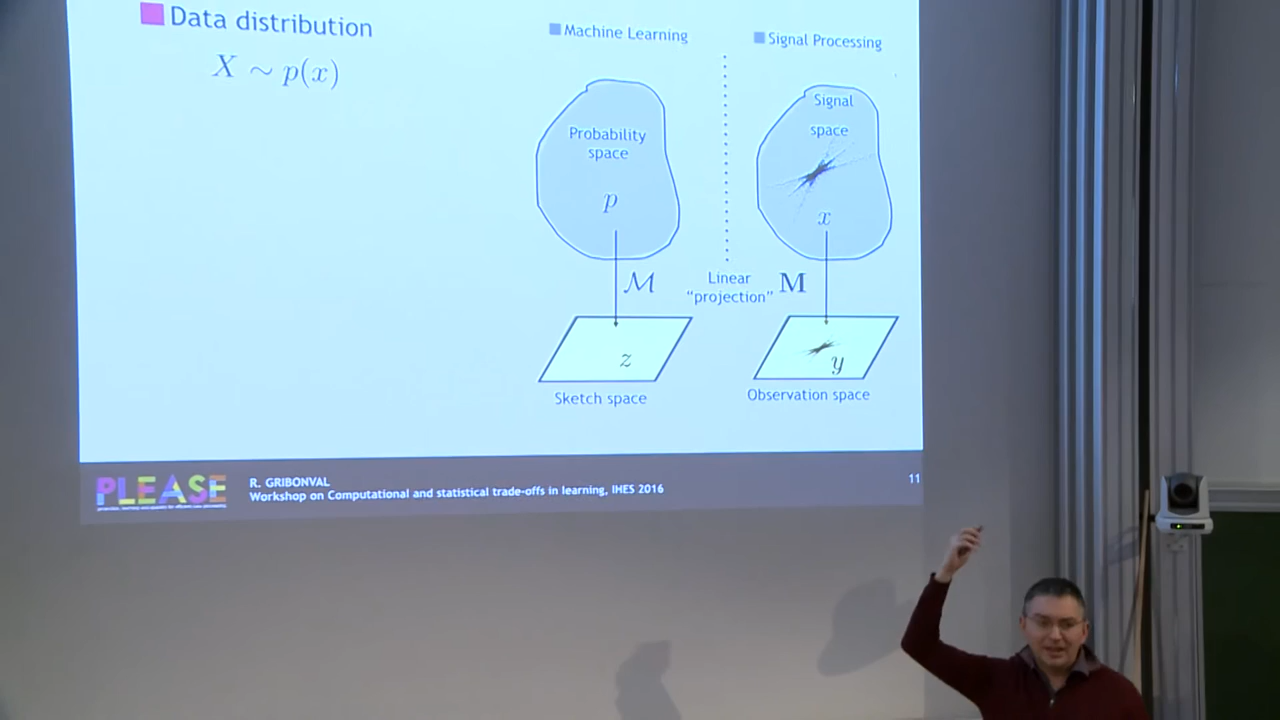 Data distribution
X ∼ p(x)
Machine Learning
Signal Processing
Probability
space
p
Signal
space
x
M
Linear
“projection”
M
z
y
Sketch space
Observation space
PLEASE
R. GRIBONVAL
Workshop on Computational and statistical trade-offs in learning, IHES 2016
11